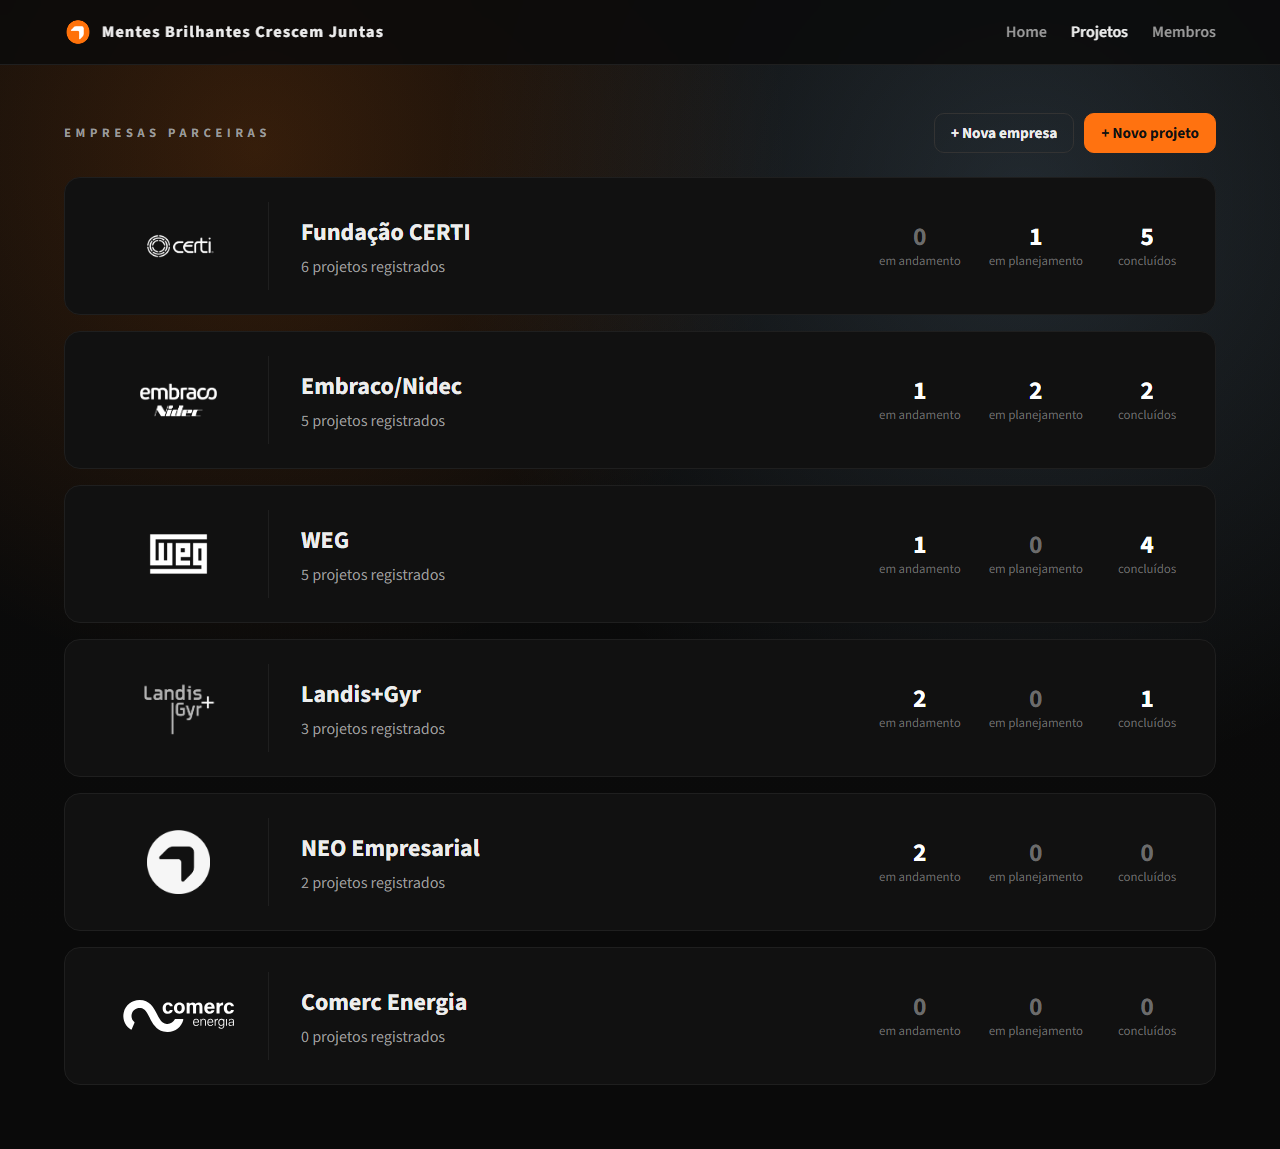 Mentes Brilhantes Crescem Juntas
Home Projetos Membros
EMPRESAS PARCEIRAS
+ Nova empresa
+ Novo projeto
certi
Fundação CERTI
6 projetos registrados
0 1 5
em andamento em planejamento concluídos
embraco
Nidec
Embraco/Nidec
5 projetos registrados
1 2 2
em andamento em planejamento concluídos
weg
WEG
5 projetos registrados
1 0 4
em andamento em planejamento concluídos
Landis+
Gyr
Landis+Gyr
3 projetos registrados
2 0 1
em andamento em planejamento concluídos
NEO Empresarial
2 projetos registrados
2 0 0
em andamento em planejamento concluídos
comerc
energia
Comerc Energia
0 projetos registrados
0 0 0
em andamento em planejamento concluídos